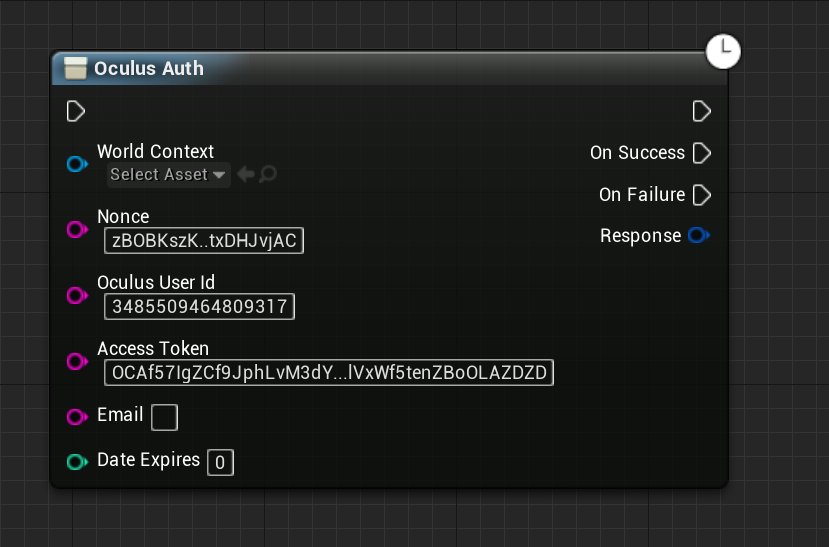 Oculus Auth
World Context
Select Asset
On Success
Nonce
On Failure
zBOBKszK..txDHJvjAC
Response
Oculus User Id
3485509464809317
Access Token
OCAf57IgZCf9JphLvM3dY...lVxWf5tenZBoOLAZDZD
Email
Date Expires 0